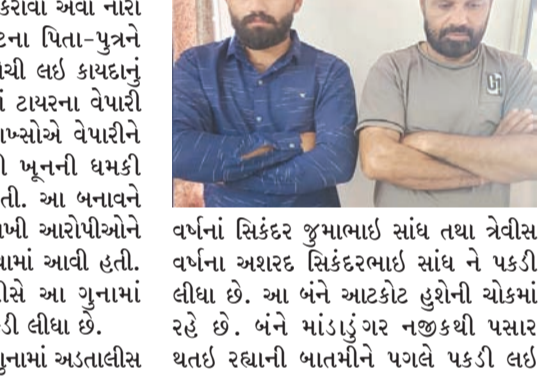 કરાવા અવા નારા
ટના પિતા-પુત્રને
ચી લઇ કાયદાનું
ં ટાયરના વેપારી
ખ્સોએ વેપારીને
ી ખૂનની ધમકી
તી. આ બનાવને
ખી આરોપીઓને
વામાં આવી હતી.
ીસે આ ગુનામાં
ડી લીધા છે.
ગુનામાં અડતાલીસ
વર્ષનાં સિકંદર જુમાભાઇ સાંધ તથા ત્રેવીસ
વર્ષના અશરદ સિકંદરભાઇ સાંધ ને પકડી
લીધા છે. આ બંને આટકોટ હુશેની ચોકમાં
રહે છે. બંને માંડાડુંગર નજીકથી પસાર
થતઇ રહ્યાની બાતમીને પગલે પકડી લઇ